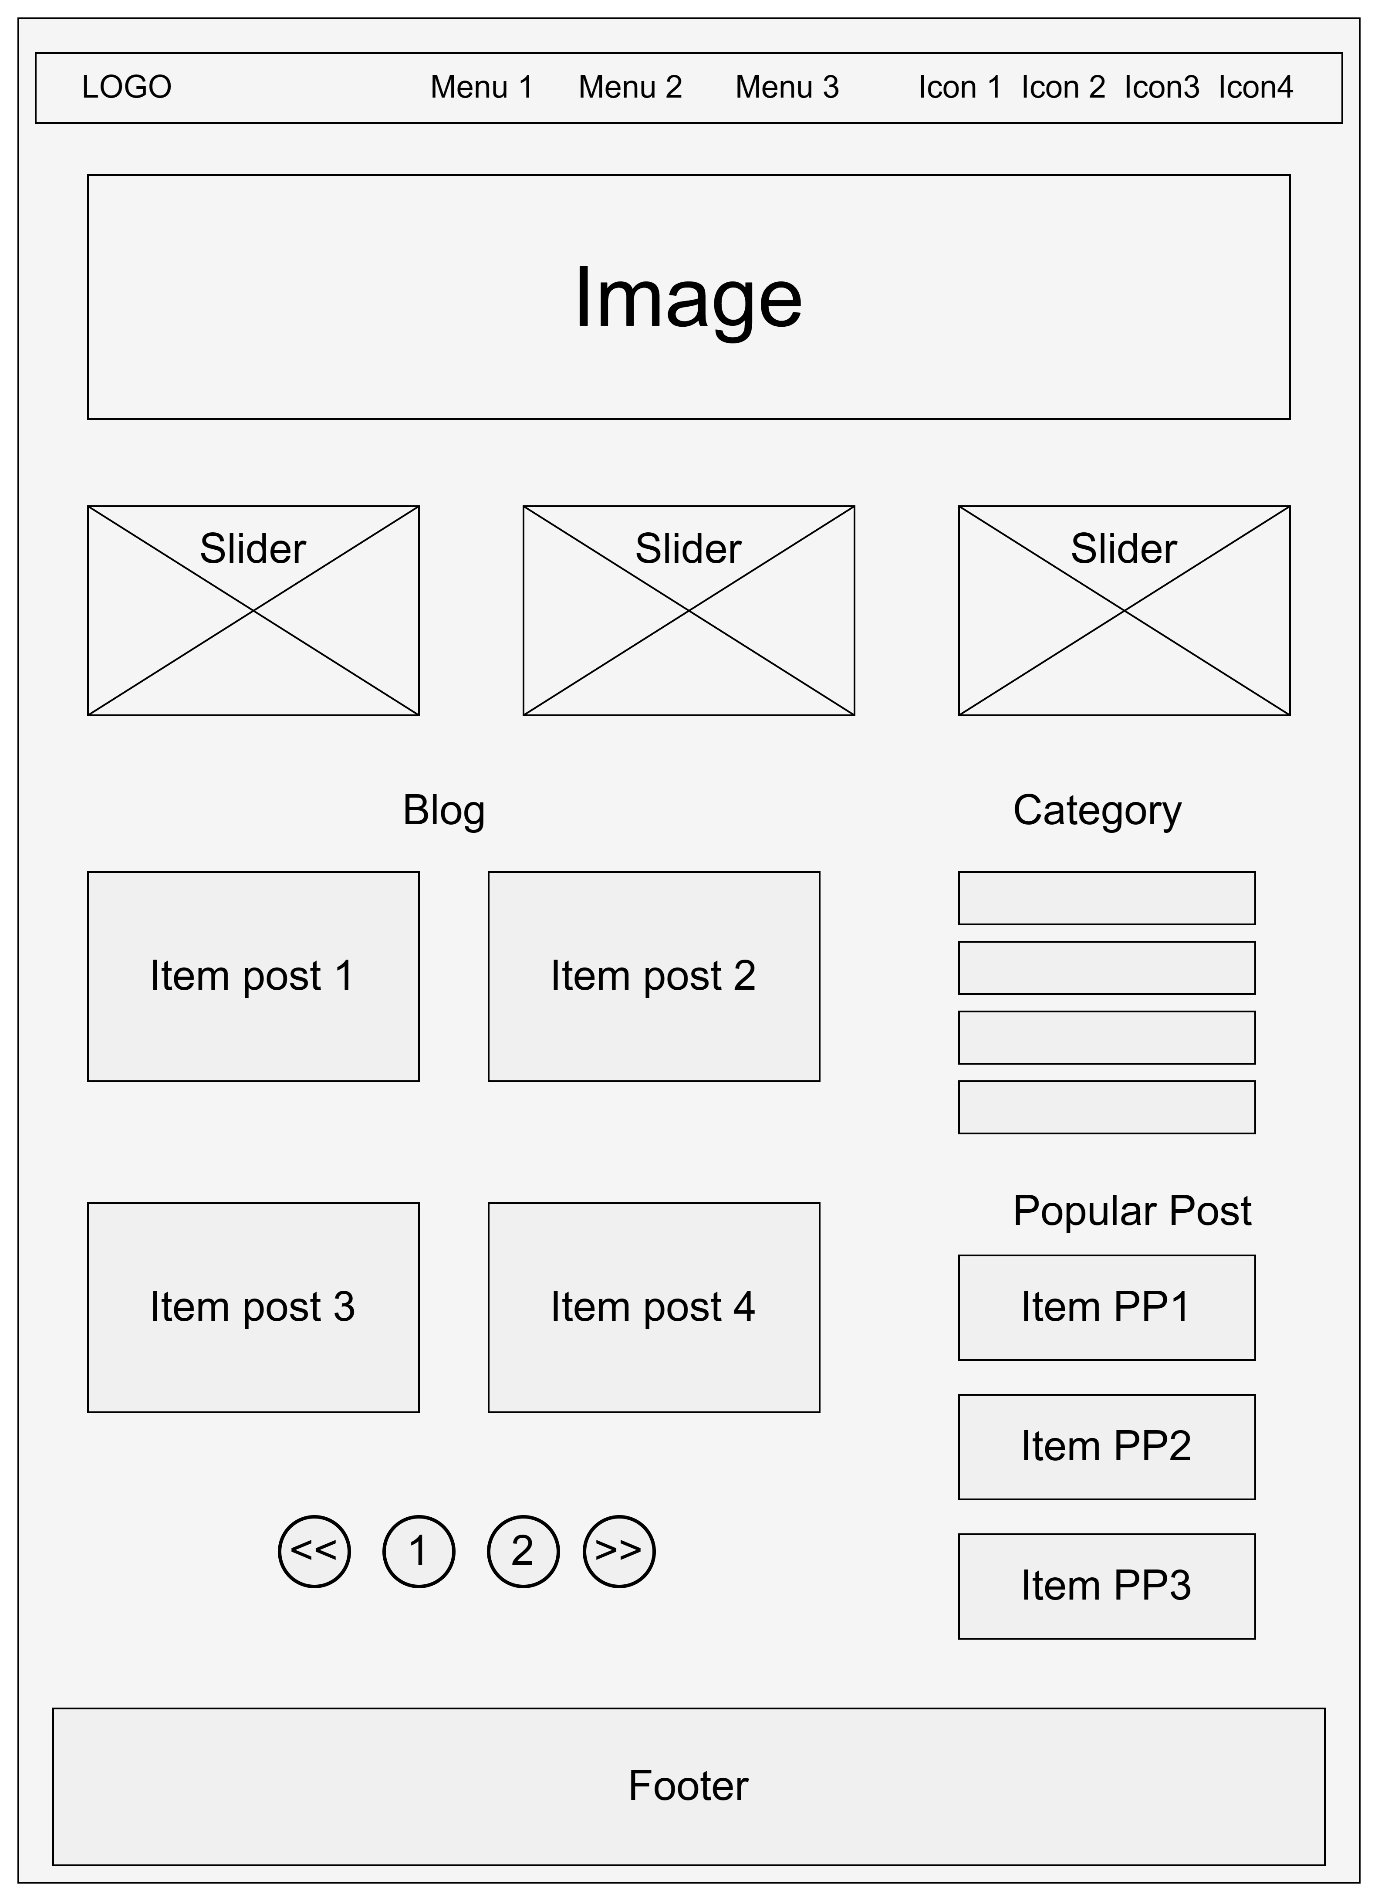 LOGO Menu 1 Menu 2 Menu 3 Icon 1 Icon 2 Icon3 Icon4
Image
Slider Slider Slider
Blog
Item post 1 Item post 2
Item post 3 Item post 4
<< 1 2 >>
Category
Popular Post
Item PP1
Item PP2
Item PP3
Footer